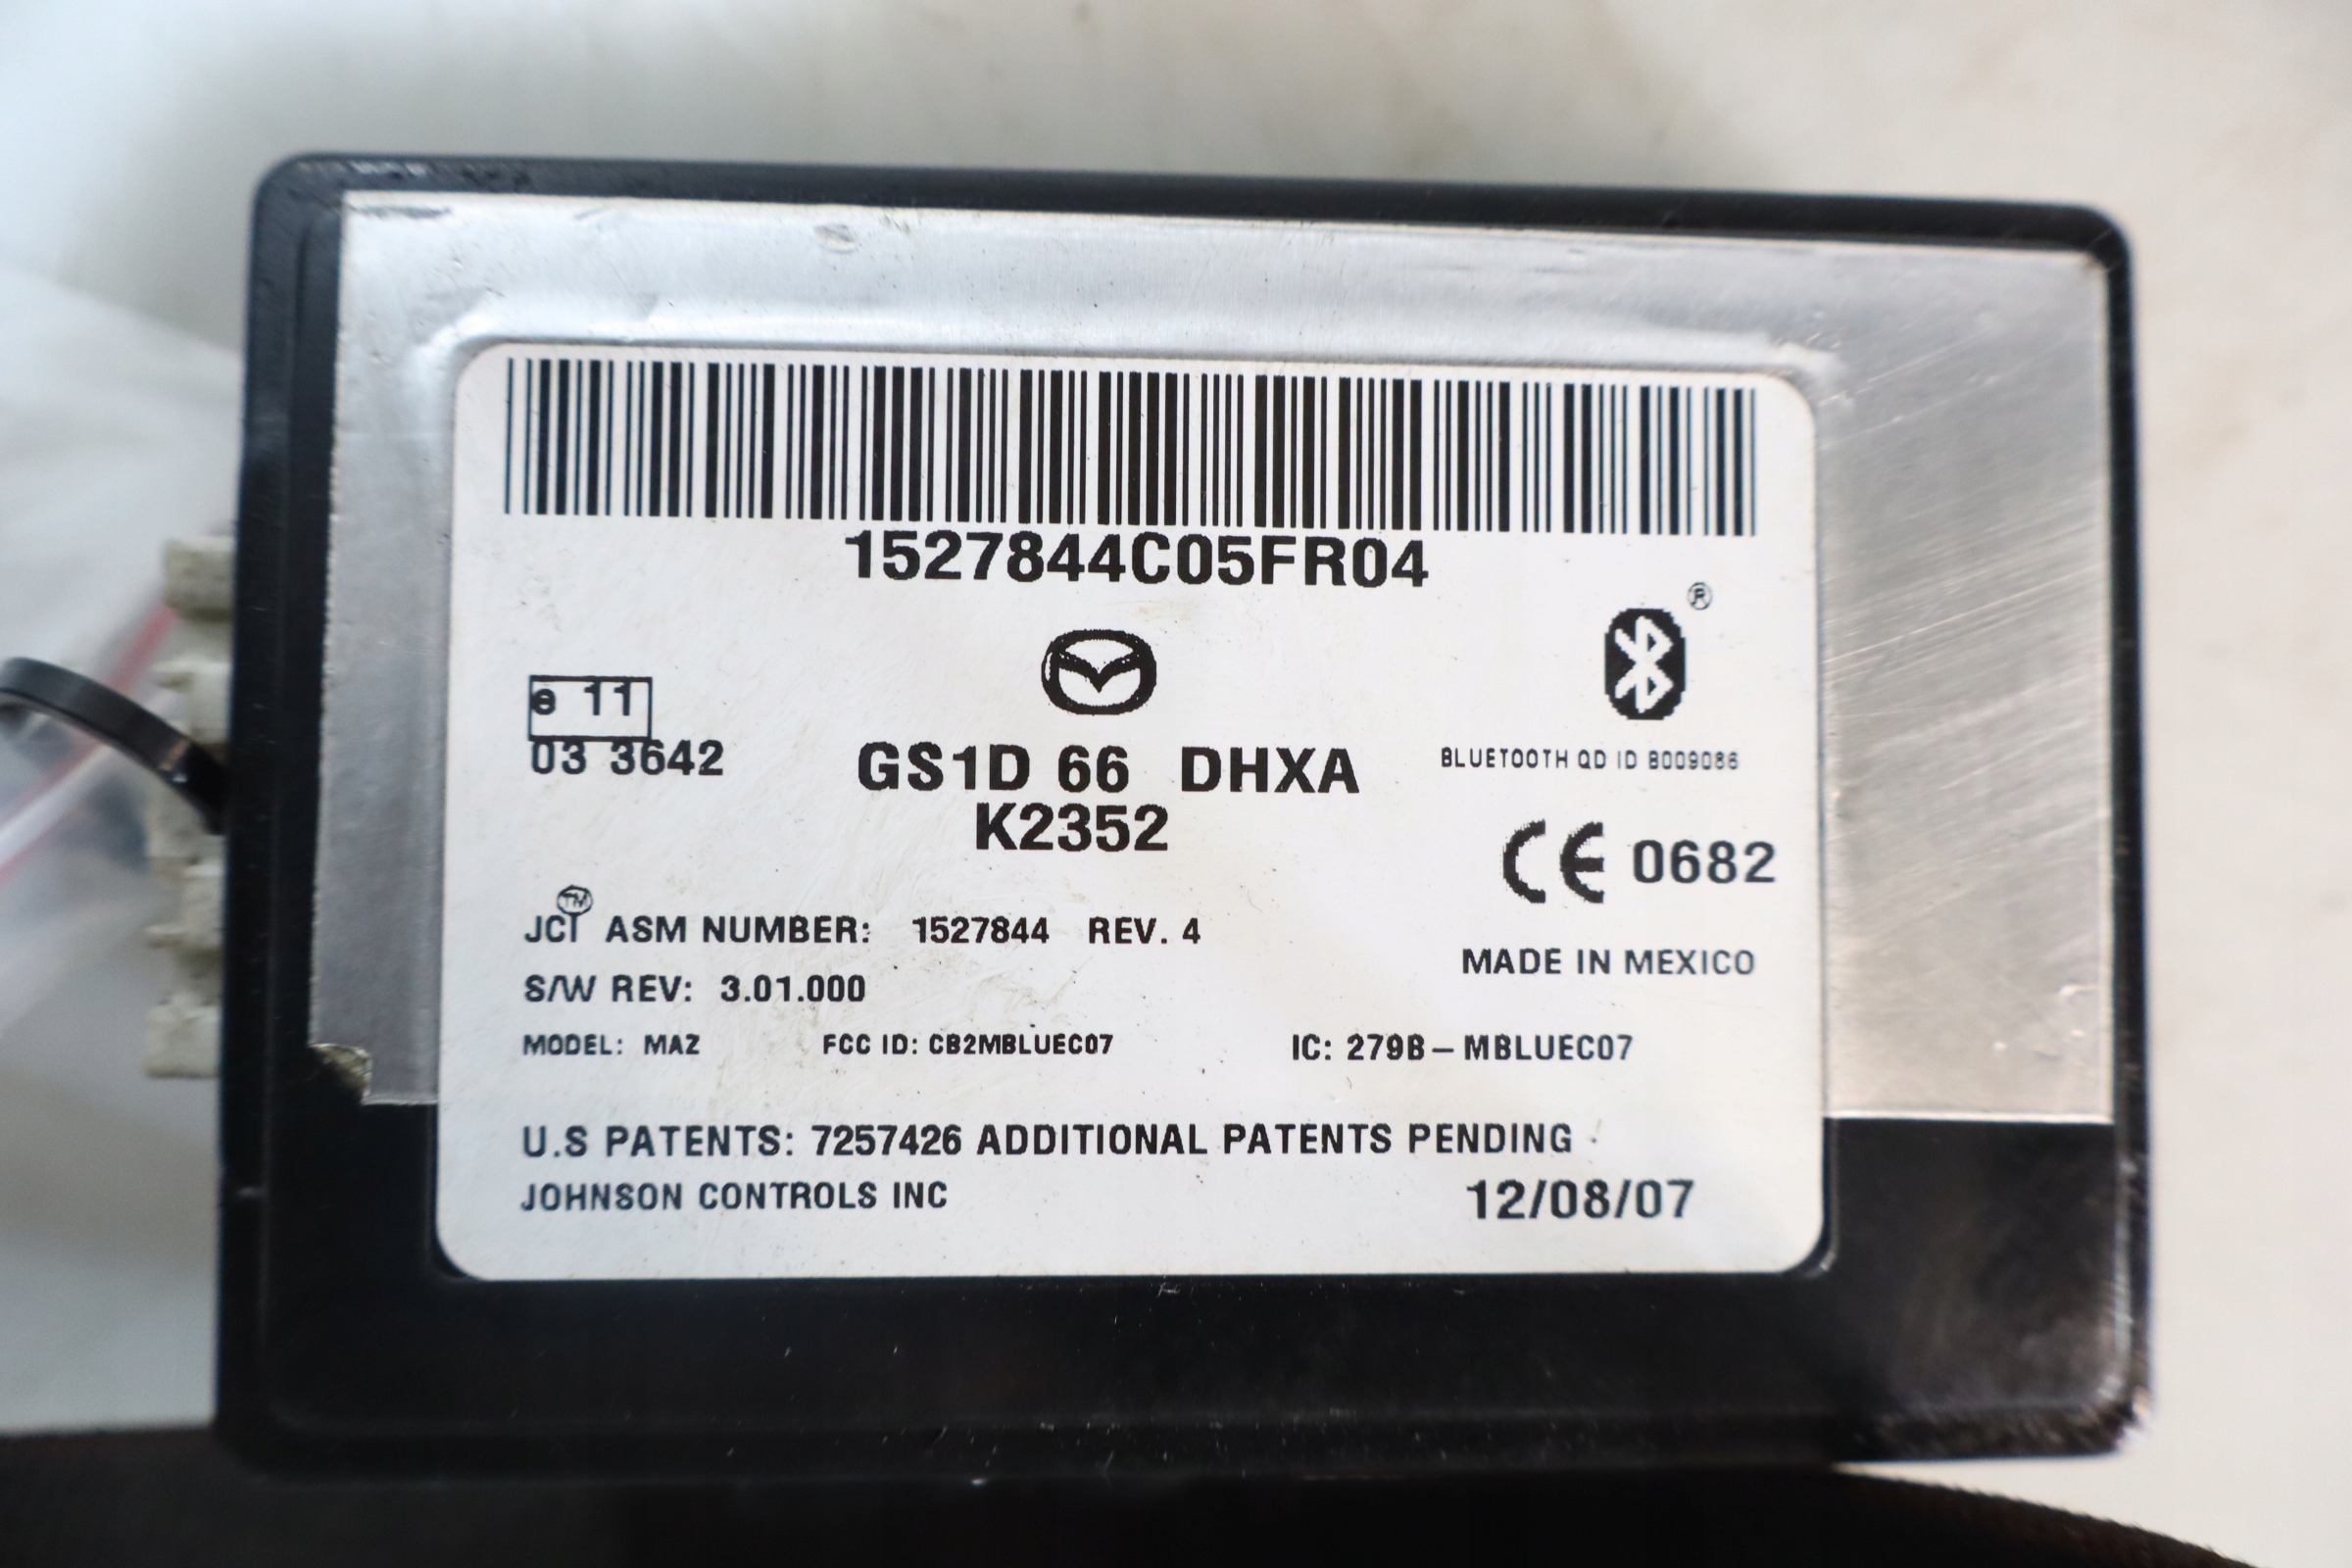 1527844C05FR04
®
e 11
03 3642
GS1D 66 DHXA
K2352
BLUETOOTH QD ID B009086
CE 0682
JCI™ ASM NUMBER: 1527844 REV. 4
MADE IN MEXICO
S/W REV: 3.01.000
MODEL: MAZ FCC ID: CB2MBLUEC07 IC: 279B-MBLUEC07
U.S PATENTS: 7257426 ADDITIONAL PATENTS PENDING
JOHNSON CONTROLS INC 12/08/07